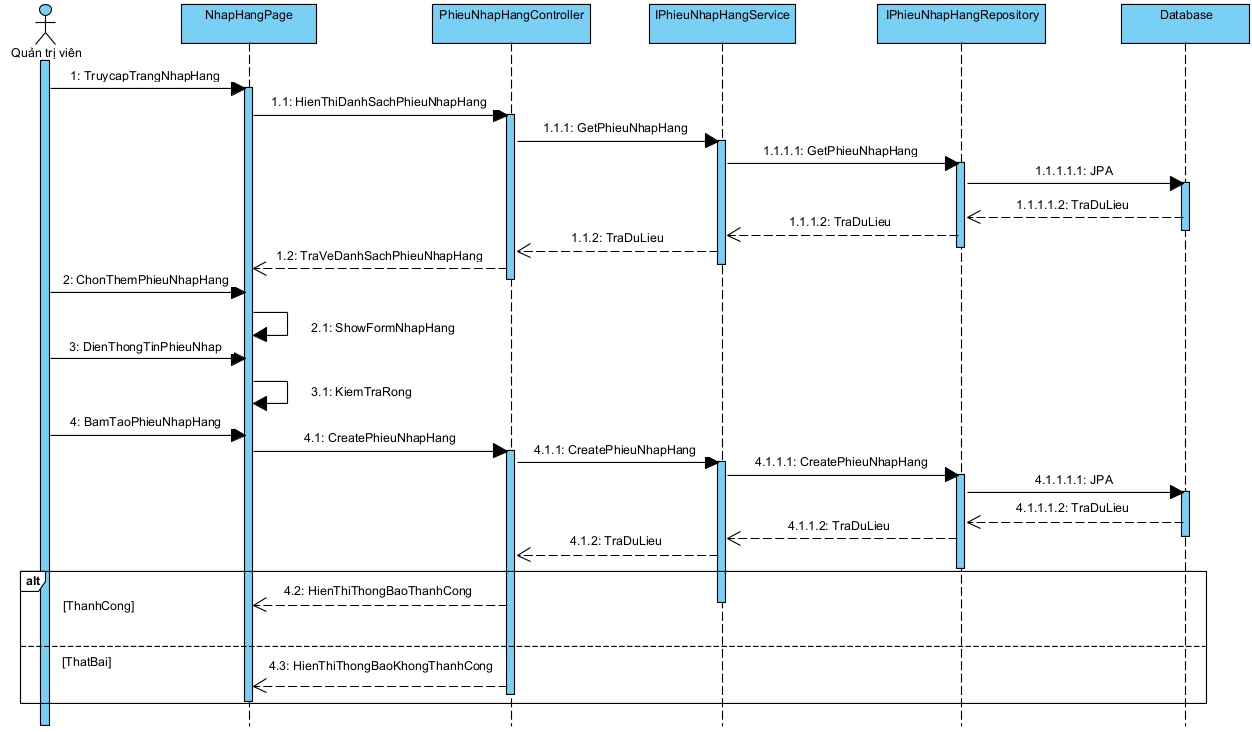 Quản trị viên
NhapHangPage
PhieuNhapHangController
IPhieuNhapHangService
IPhieuNhapHangRepository
Database
1: TruycapTrangNhapHang
1.1: HienThiDanhSachPhieuNhapHang
1.1.1: GetPhieuNhapHang
1.1.1.1: GetPhieuNhapHang
1.1.1.1.1: JPA
1.1.1.1.2: TraDuLieu
1.1.1.2: TraDuLieu
1.1.2: TraDuLieu
1.2: TraVeDanhSachPhieuNhapHang
2: ChonThemPhieuNhapHang
2.1: ShowFormNhapHang
3: DienThongTinPhieuNhap
3.1: KiemTraRong
4: BamTaoPhieuNhapHang
4.1: CreatePhieuNhapHang
4.1.1: CreatePhieuNhapHang
4.1.1.1: CreatePhieuNhapHang
4.1.1.1.1: JPA
4.1.1.1.2: TraDuLieu
4.1.1.2: TraDuLieu
4.1.2: TraDuLieu
alt
4.2: HienThiThongBaoThanhCong
[ThanhCong]
[ThatBai]
4.3: HienThiThongBaoKhongThanhCong